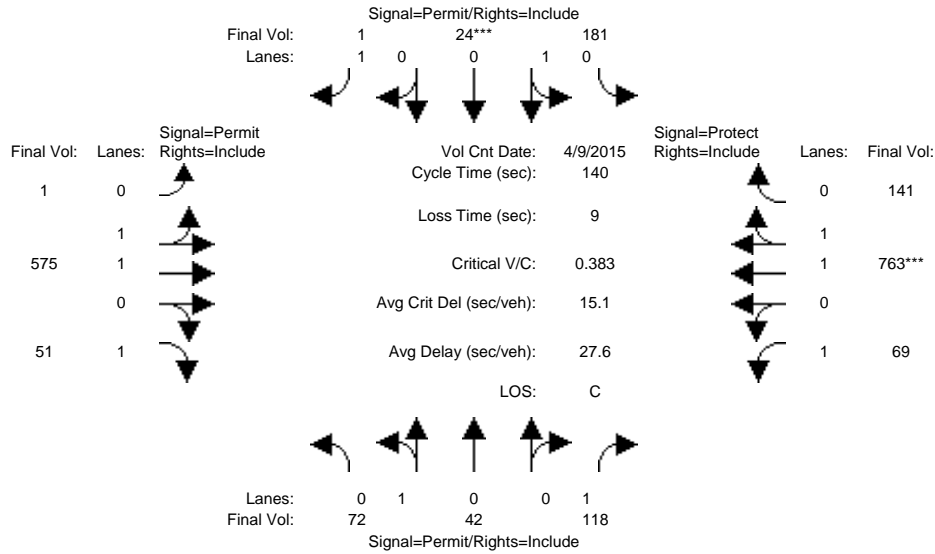 Signal=Permit/Rights=Include
Final Vol: 1 24*** 181
Lanes: 1 0 0 1 0
Signal=Permit Signal=Protect
Final Vol: Lanes: Rights=Include Vol Cnt Date: 4/9/2015 Rights=Include Lanes: Final Vol:
Cycle Time (sec): 140
1 0 0 141
Loss Time (sec): 9
1 1
575 1 Critical V/C: 0.383 1 763***
0 Avg Crit Del (sec/veh): 15.1 0
51 1 Avg Delay (sec/veh): 27.6 1 69
LOS: C
Lanes: 0 1 0 0 1
Final Vol: 72 42 118
Signal=Permit/Rights=Include